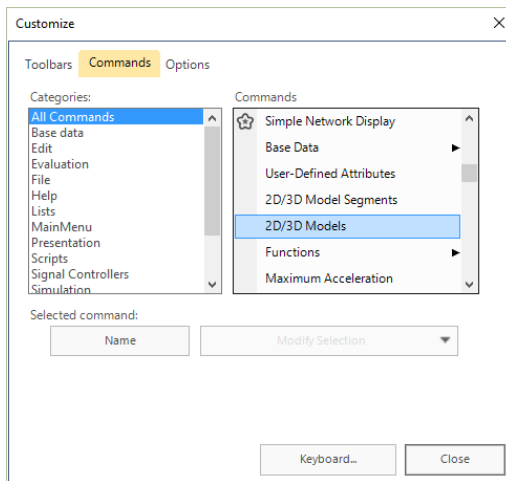 Customize
Toolbars Commands Options
Categories:
All Commands
Base data
Edit
Evaluation
File
Help
Lists
MainMenu
Presentation
Scripts
Signal Controllers
Simulation
Commands
Simple Network Display
Base Data
User-Defined Attributes
2D/3D Model Segments
2D/3D Models
Functions
Maximum Acceleration
Selected command:
Name
Modify Selection
Keyboard...
Close